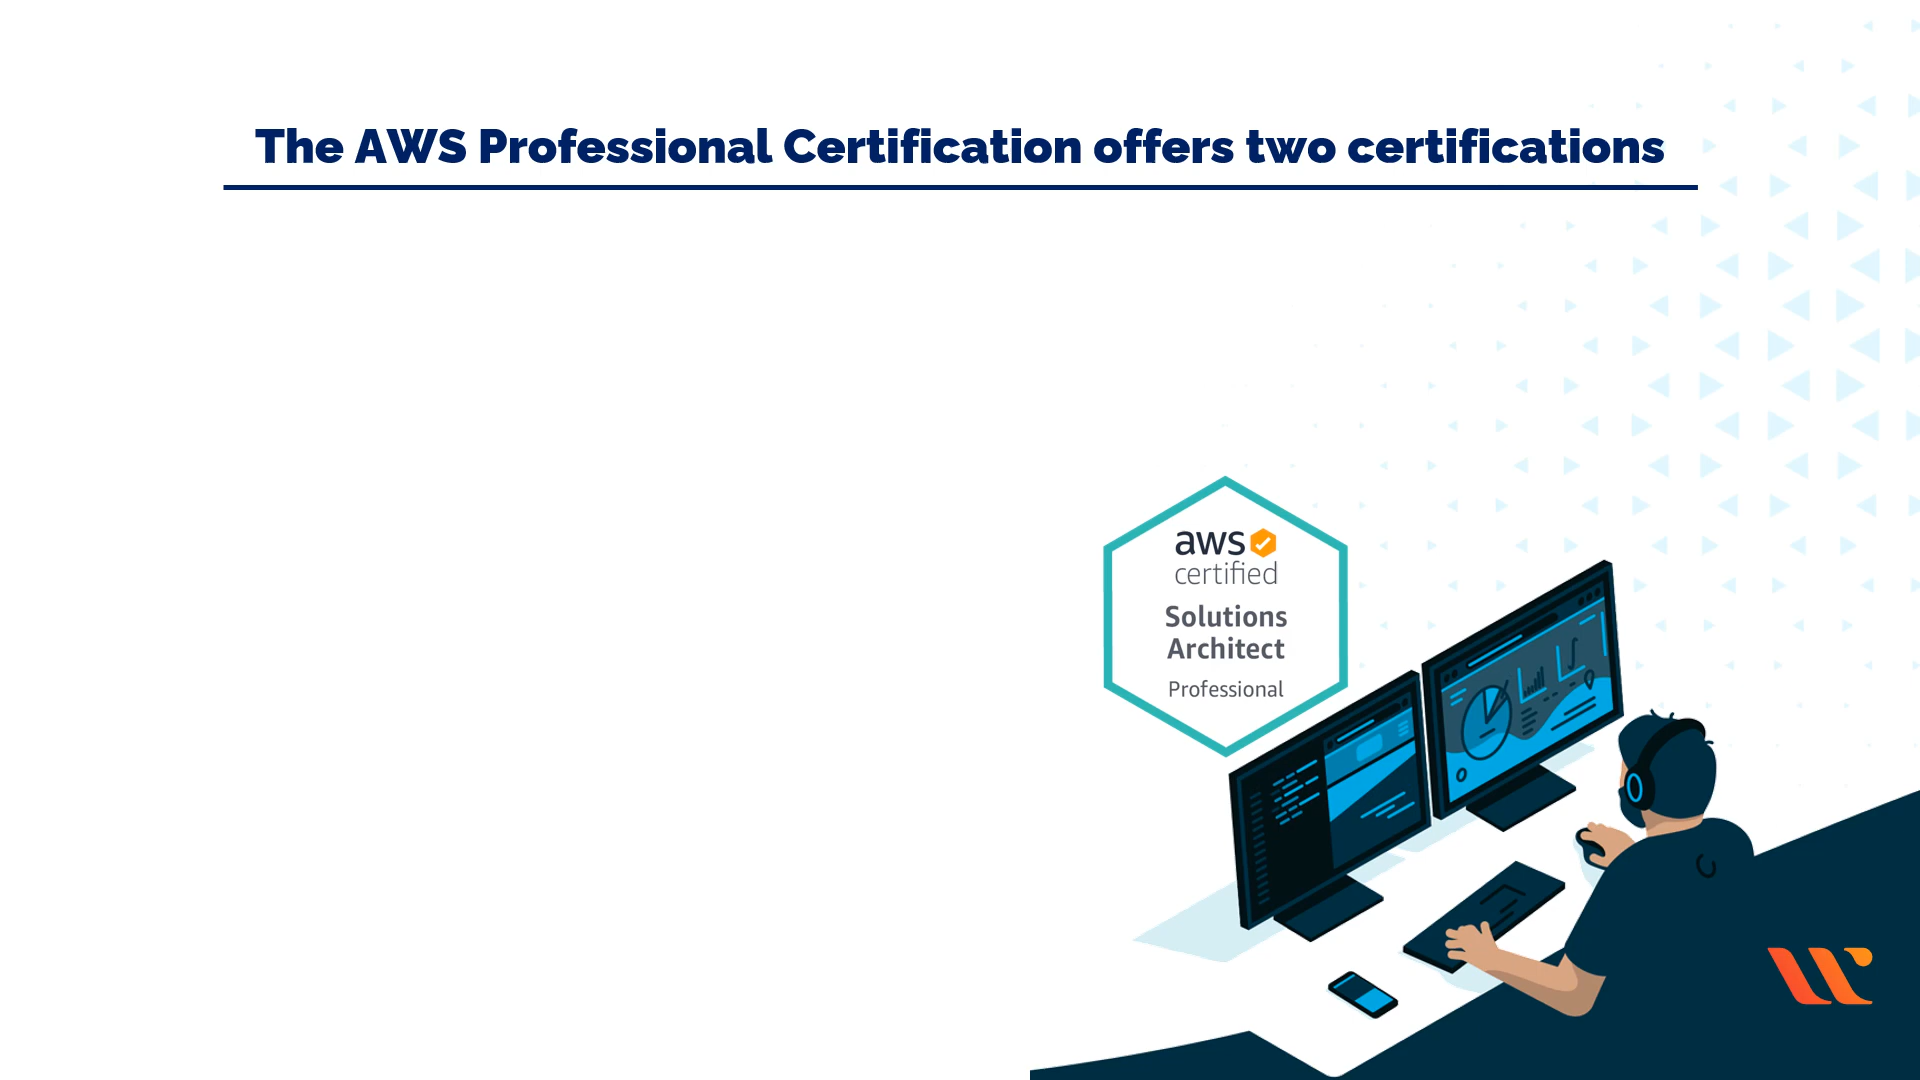 The AWS Professional Certification offers two certifications
aws
certified
Solutions
Architect
Professional